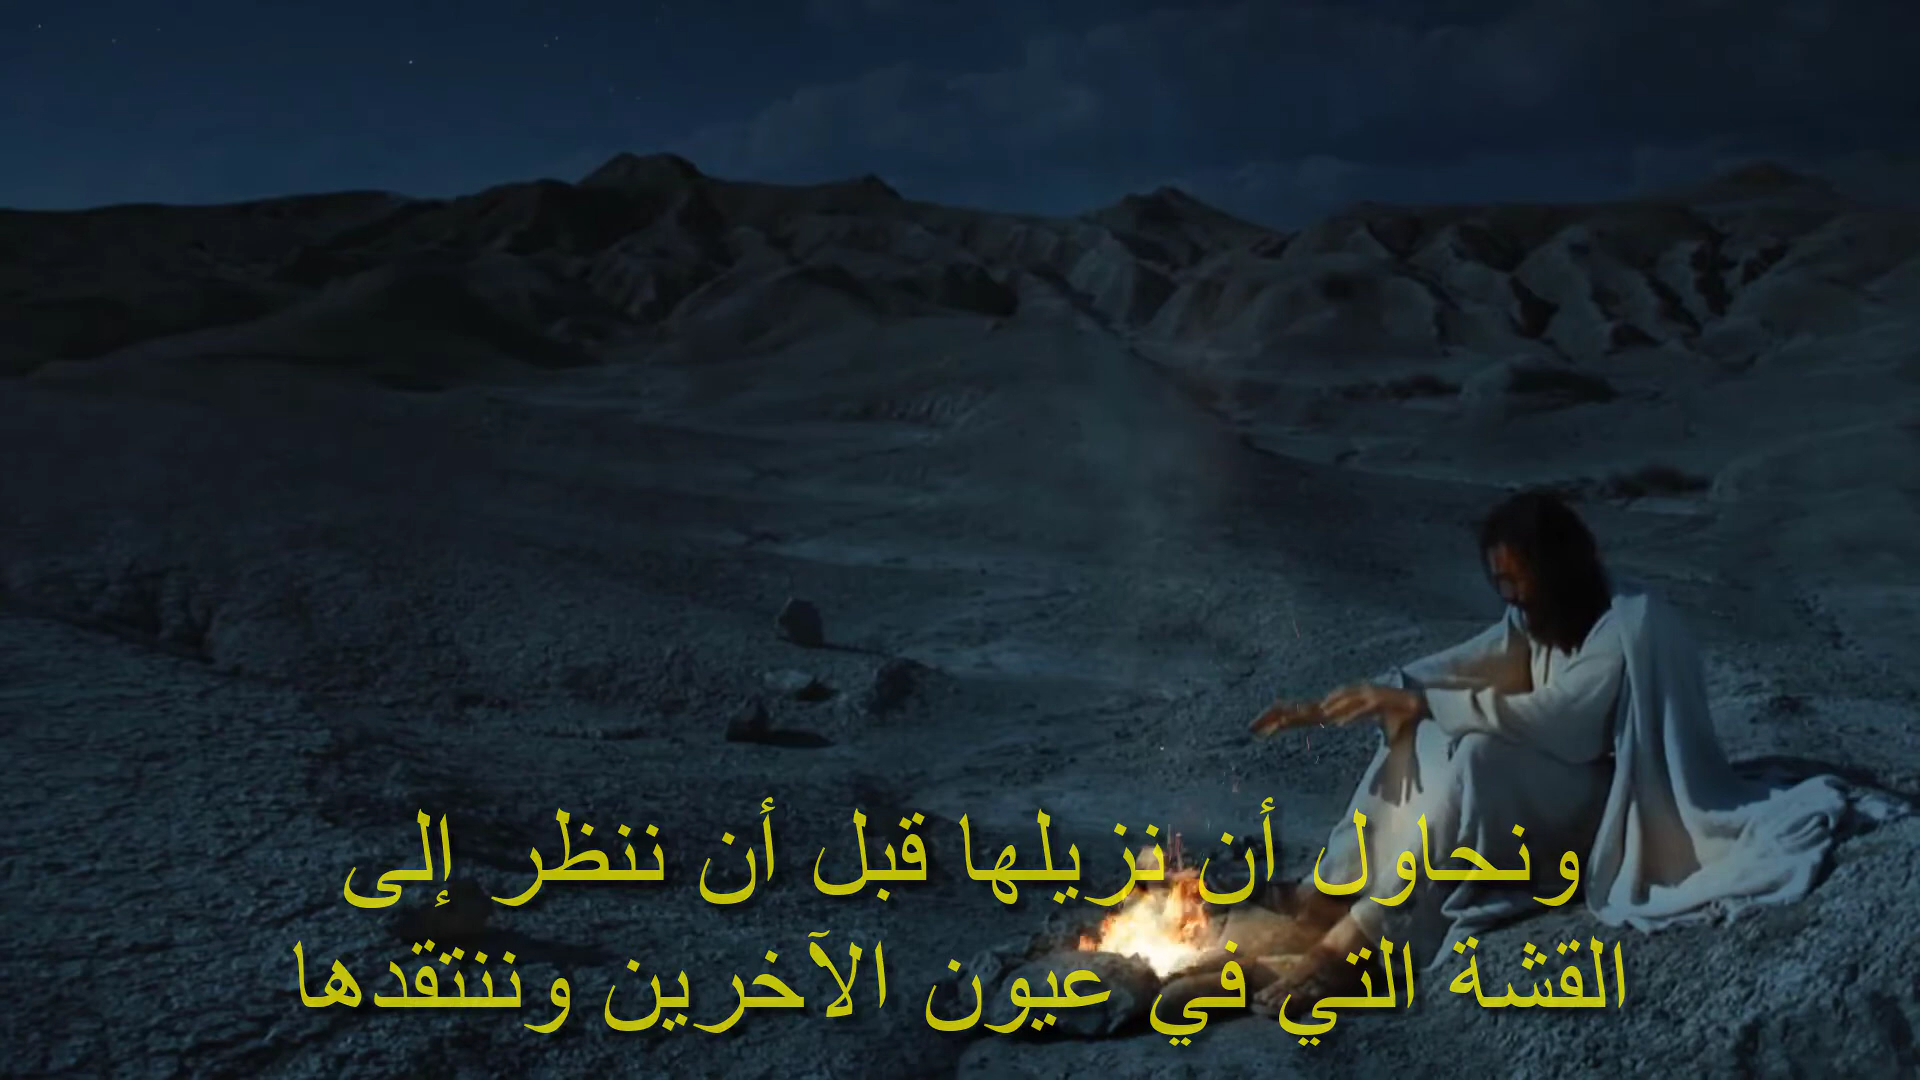 ونحاول أن نزيلها قبل أن ننظر إلى
القشة التي في عيون الآخرين وننتقدها